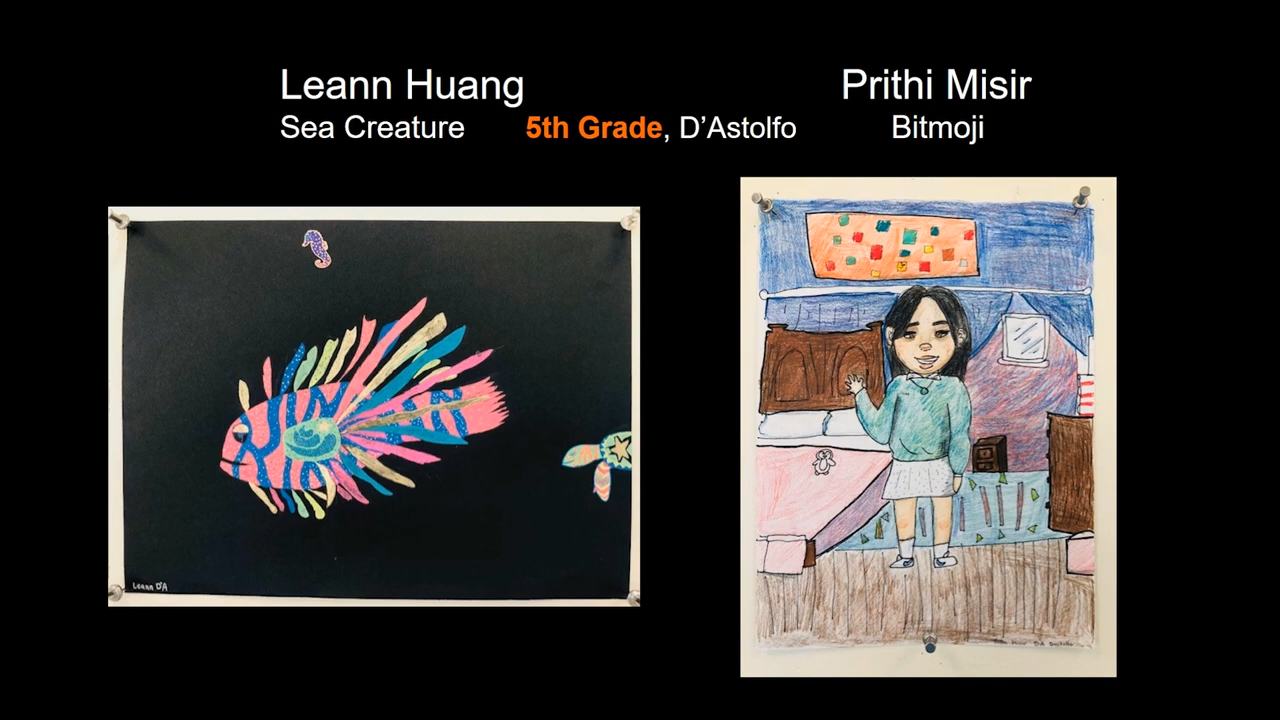 Leann Huang
Sea Creature
5th Grade, D’Astolfo
Prithi Misir
Bitmoji
Leann D'A